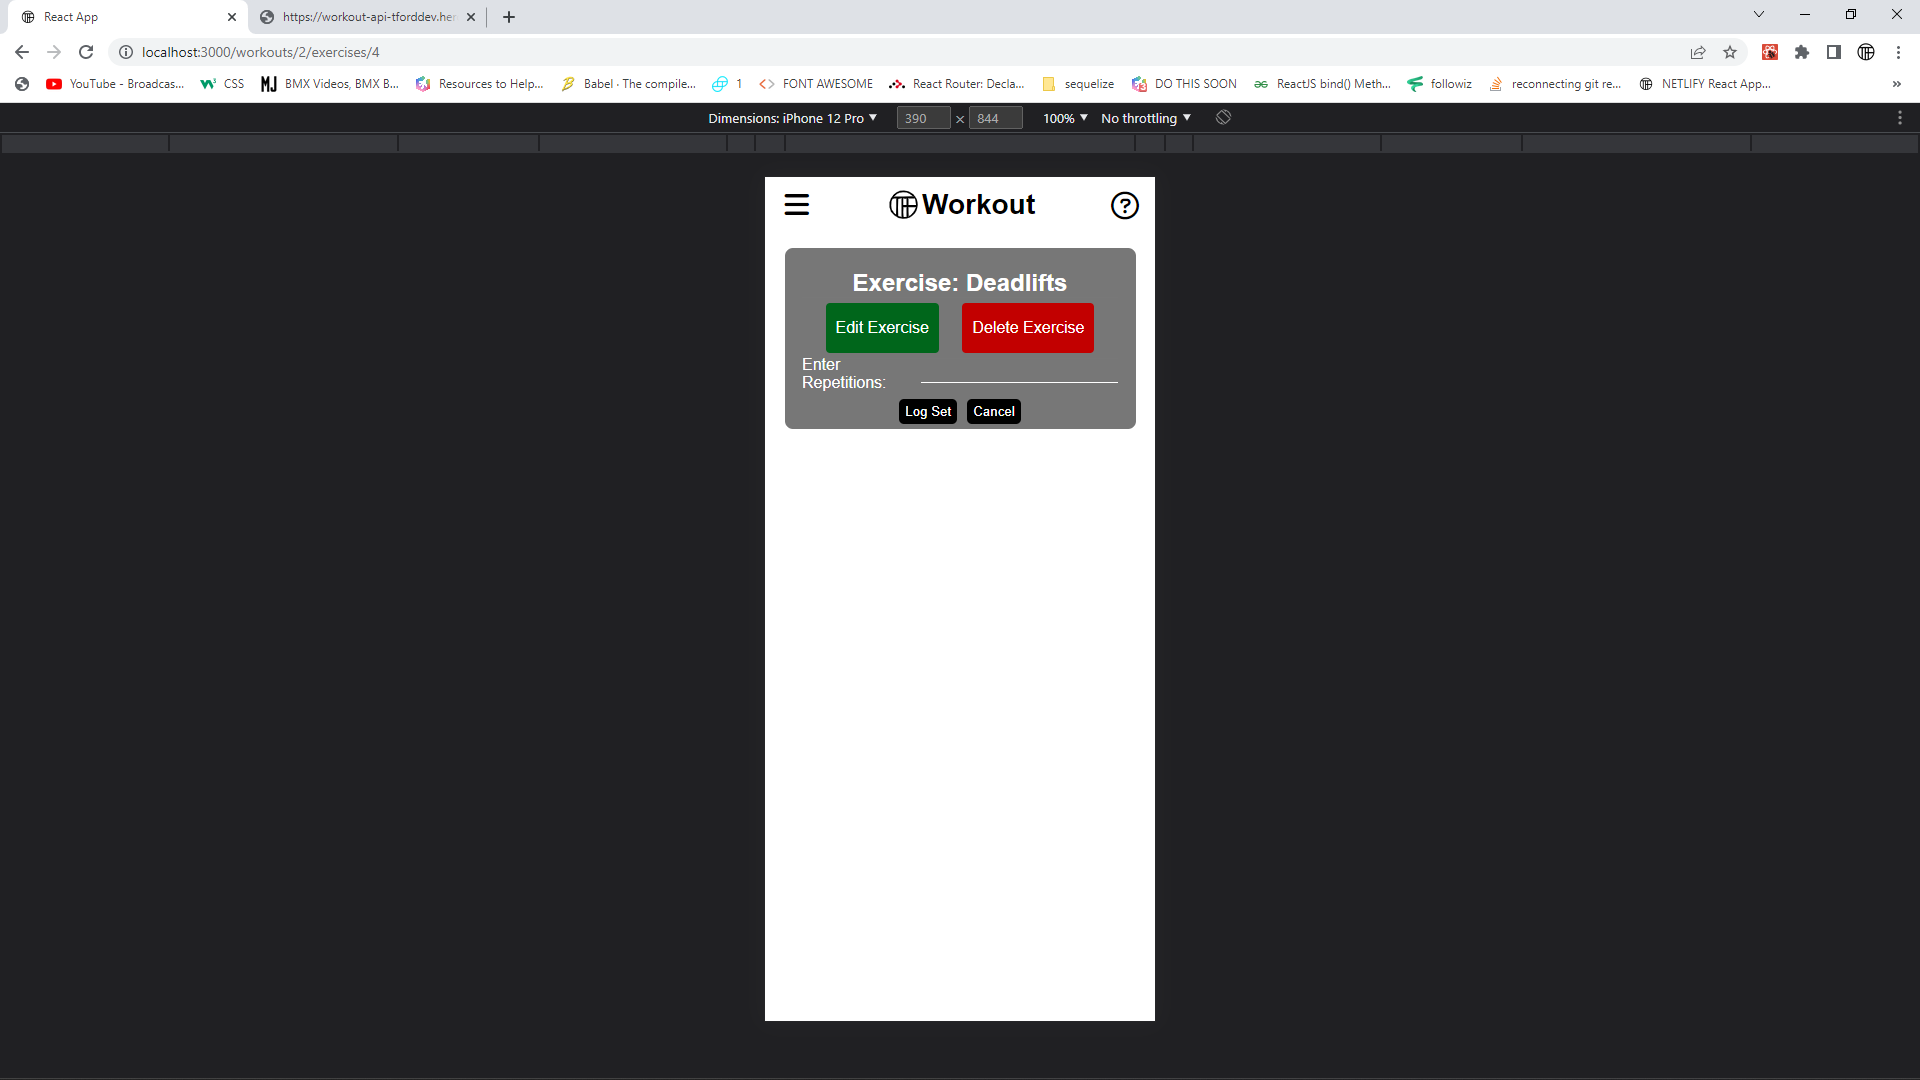 React App
https://workout-api-tforddev.her
localhost:3000/workouts/2/exercises/4
YouTube - Broadcas...
CSS
BMX Videos, BMX B...
Resources to Help...
Babel · The compile...
1
FONT AWESOME
React Router: Decla...
sequelize
DO THIS SOON
ReactJS bind() Meth...
followiz
reconnecting git re...
NETLIFY React App...
»
Dimensions: iPhone 12 Pro ▼ 390 × 844 100% ▼ No throttling ▼
Workout
Exercise: Deadlifts
Edit Exercise
Delete Exercise
Enter
Repetitions:
Log Set
Cancel